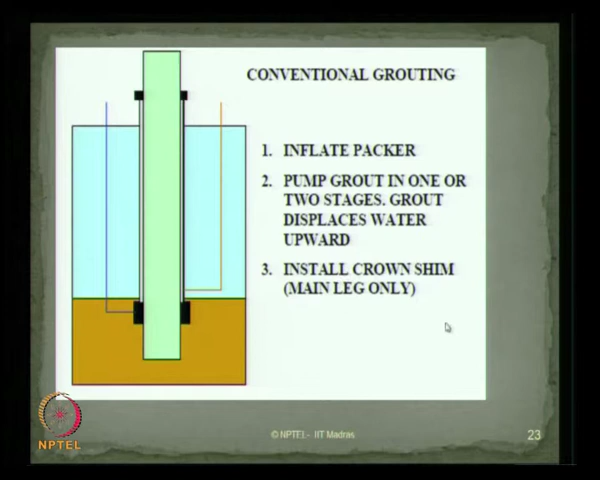 CONVENTIONAL GROUTING
1. INFLATE PACKER
2. PUMP GROUT IN ONE OR
TWO STAGES. GROUT
DISPLACES WATER
UPWARD
3. INSTALL CROWN SHIM
(MAIN LEG ONLY)
NPTEL
© NPTEL - IIT Madras
23